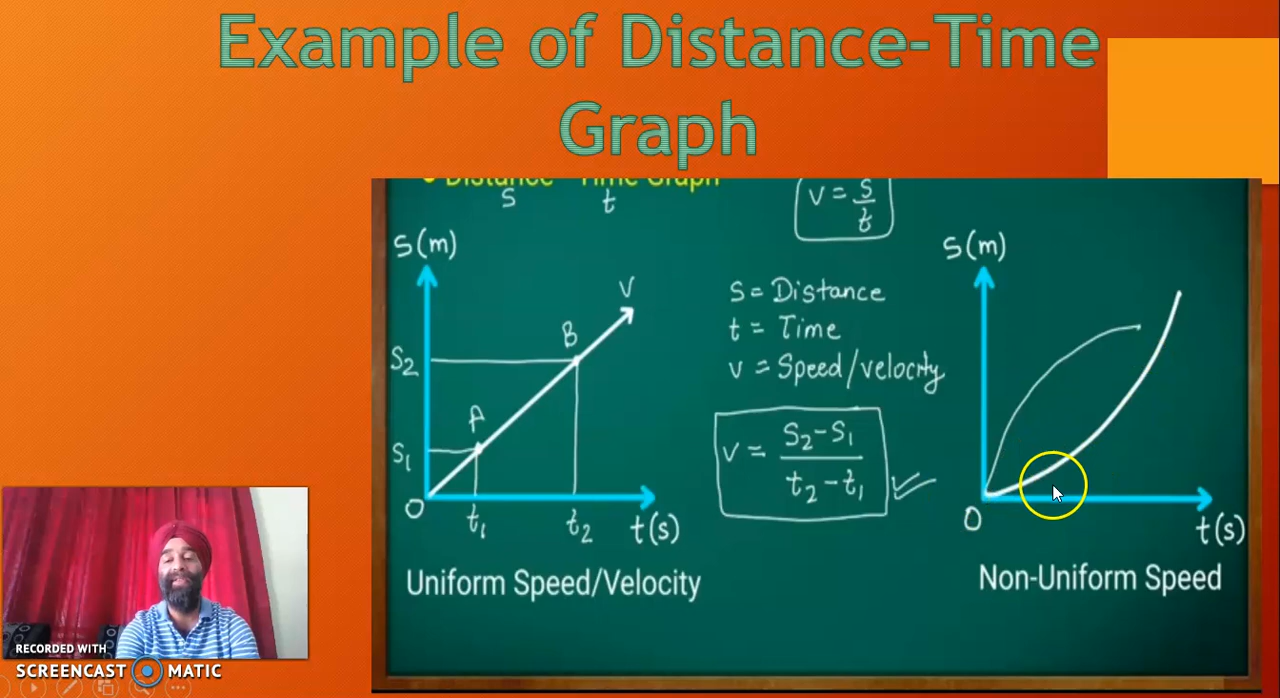 Example of Distance-Time
Graph
• Distance - Time Graph
s t
v = s/t
S(m)
S(m)
V
B
S2
A
S1
O
t1
t2
t(s)
s = Distance
t = Time
v = Speed/velocity
v = S2-S1
t2-t1
O
t(s)
Uniform Speed/Velocity
Non-Uniform Speed
RECORDED WITH
SCREENCAST MATIC